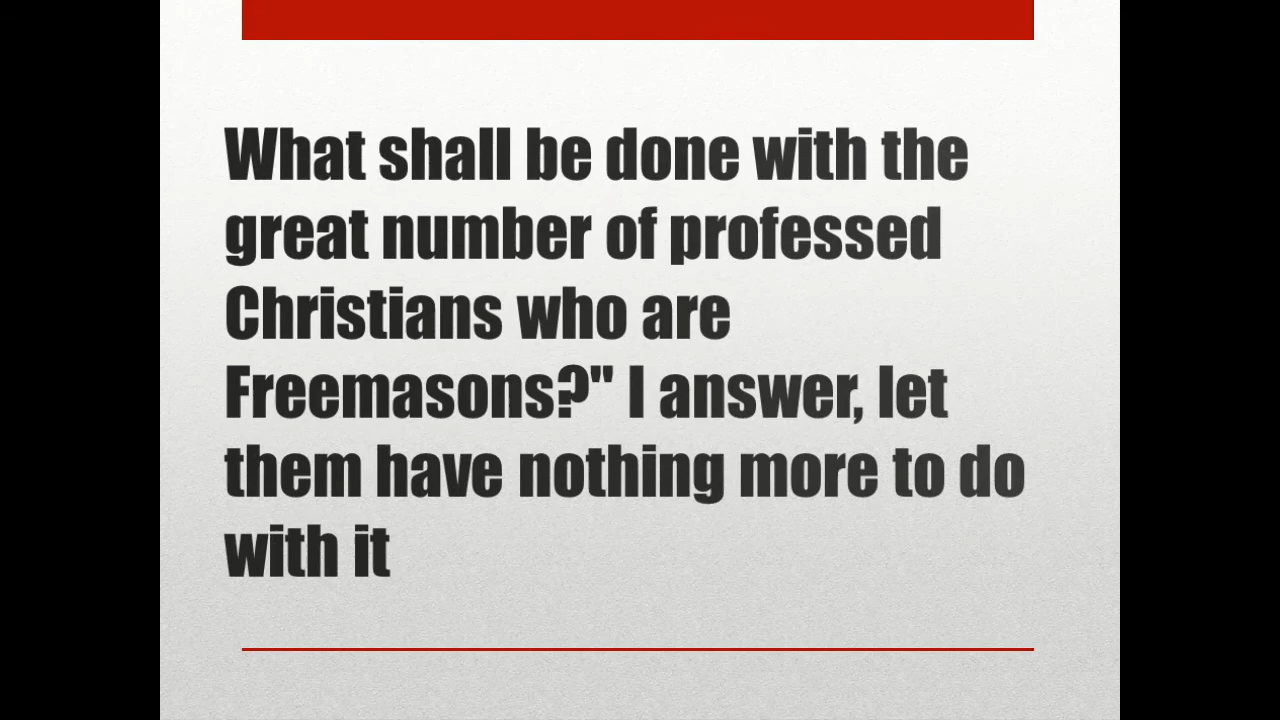 What shall be done with the
great number of professed
Christians who are
Freemasons?" I answer, let
them have nothing more to do
with it